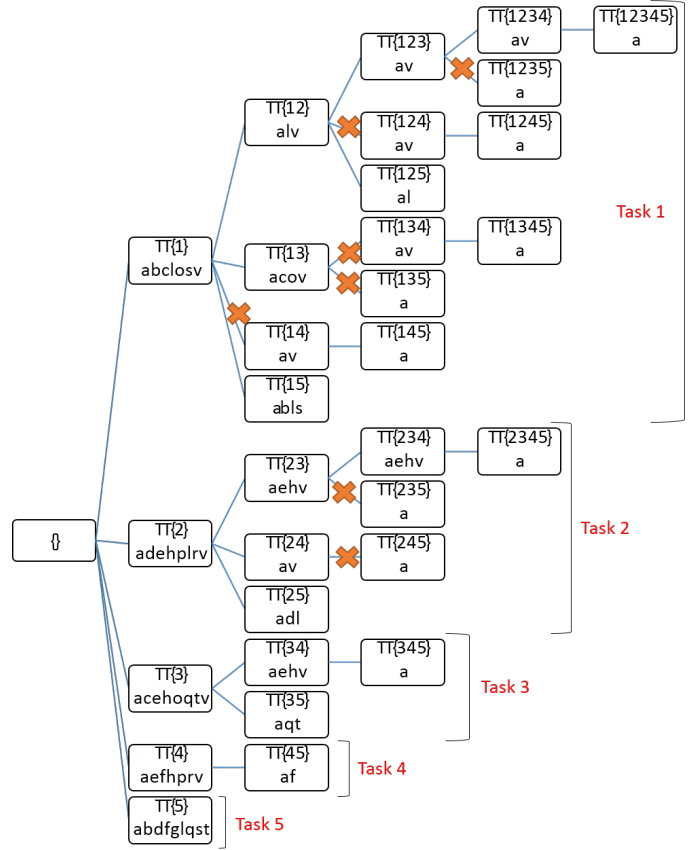 TT{1234}
av
TT{12345}
a
TT{123}
av
TT{1235}
a
TT{12}
alv
TT{124}
av
TT{1245}
a
TT{125}
al
Task 1
TT{134}
av
TT{1345}
a
TT{1}
abclosv
TT{13}
acov
TT{135}
a
TT{14}
av
TT{145}
a
TT{15}
abls
TT{234}
aehv
TT{2345}
a
TT{23}
aehv
TT{235}
a
Task 2
{}
TT{2}
adehplrv
TT{24}
av
TT{245}
a
TT{25}
adl
TT{34}
aehv
TT{345}
a
TT{3}
acehoqtv
Task 3
TT{35}
aqt
TT{4}
aefhprv
TT{45}
af
Task 4
TT{5}
abdfglqst
Task 5